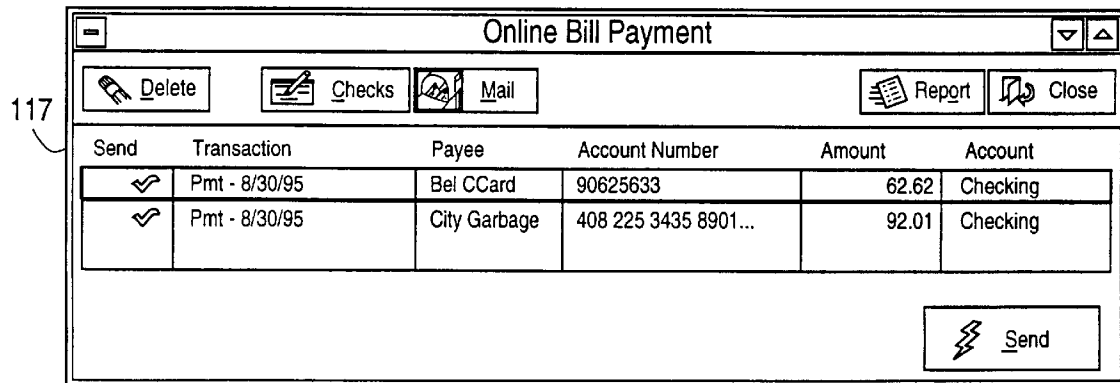 Online Bill Payment
Delete Checks Mail Report Close
117
Send Transaction Payee Account Number Amount Account
Pmt - 8/30/95 Bel CCard 90625633 62.62 Checking
Pmt - 8/30/95 City Garbage 408 225 3435 8901... 92.01 Checking
Send